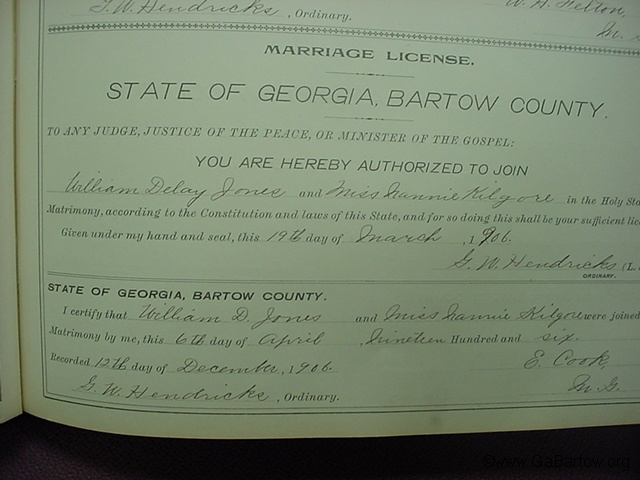 G. W. Hendricks, Ordinary.
W. H. Felton,
MARRIAGE LICENSE.
STATE OF GEORGIA, BARTOW COUNTY.
TO ANY JUDGE, JUSTICE OF THE PEACE, OR MINISTER OF THE GOSPEL:
YOU ARE HEREBY AUTHORIZED TO JOIN
William Delay Jones and Miss Nannie Kilgore in the Holy Sta
Matrimony, according to the Constitution and laws of this State, and for so doing this shall be your sufficient lice
Given under my hand and seal, this 19th day of March, 1906.
G. W. Hendricks (L.
ORDINARY.
STATE OF GEORGIA, BARTOW COUNTY.
I certify that William D. Jones and Miss Nannie Kilgore were joined
Matrimony by me, this 6th day of April, Nineteen Hundred and six.
Recorded 12th day of December, 1906.
E. Cook,
M. G.
G. W. Hendricks, Ordinary.
©www.GaBartow.org